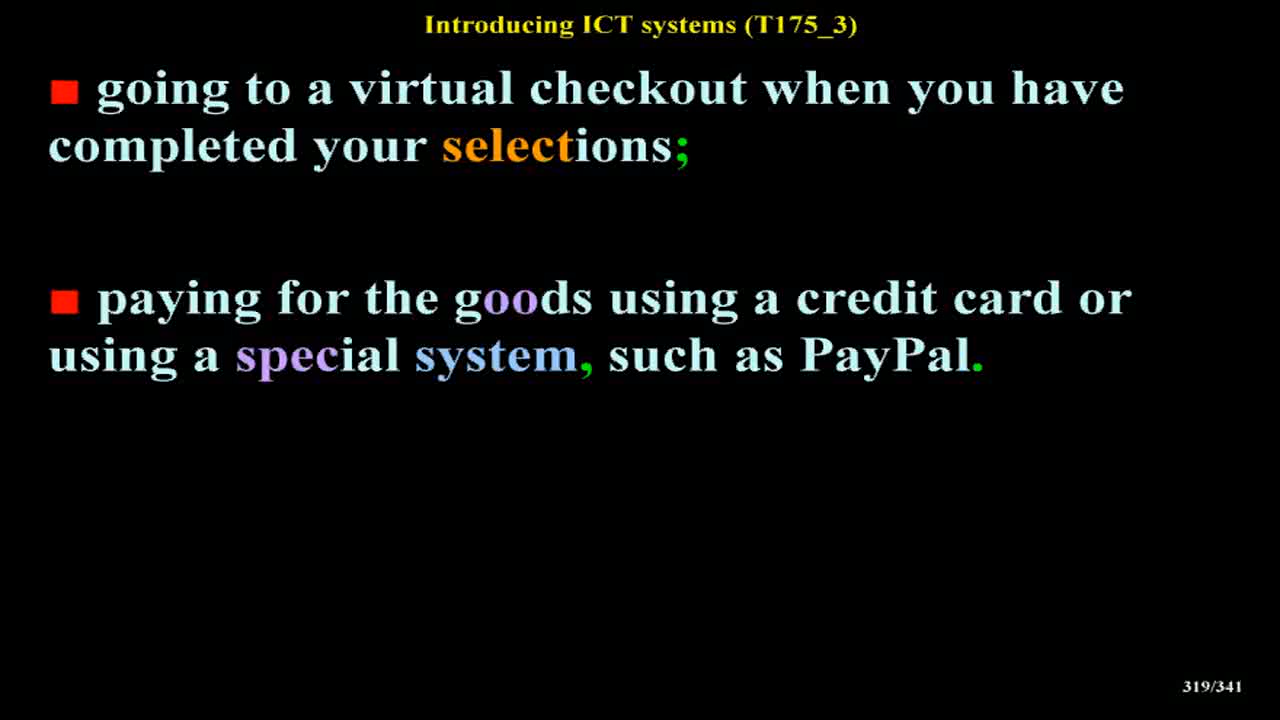 Introducing ICT systems (T175_3)
■ going to a virtual checkout when you have
completed your selections;
■ paying for the goods using a credit card or
using a special system, such as PayPal.
319/341